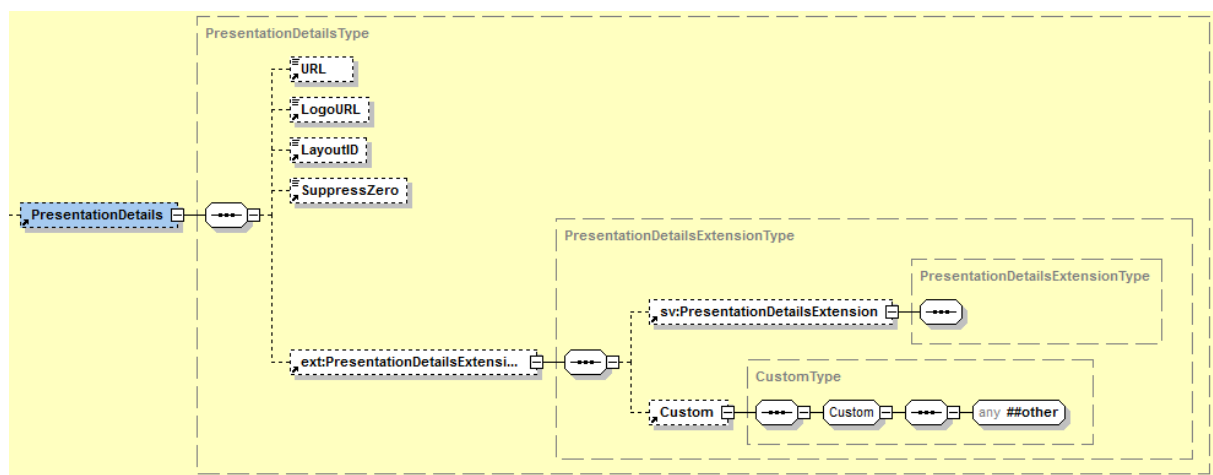 PresentationDetailsType
URL
LogoURL
LayoutID
SuppressZero
PresentationDetails
PresentationDetailsExtensionType
PresentationDetailsExtensionType
sv:PresentationDetailsExtension
ext:PresentationDetailsExtensi...
CustomType
Custom
Custom
any ##other